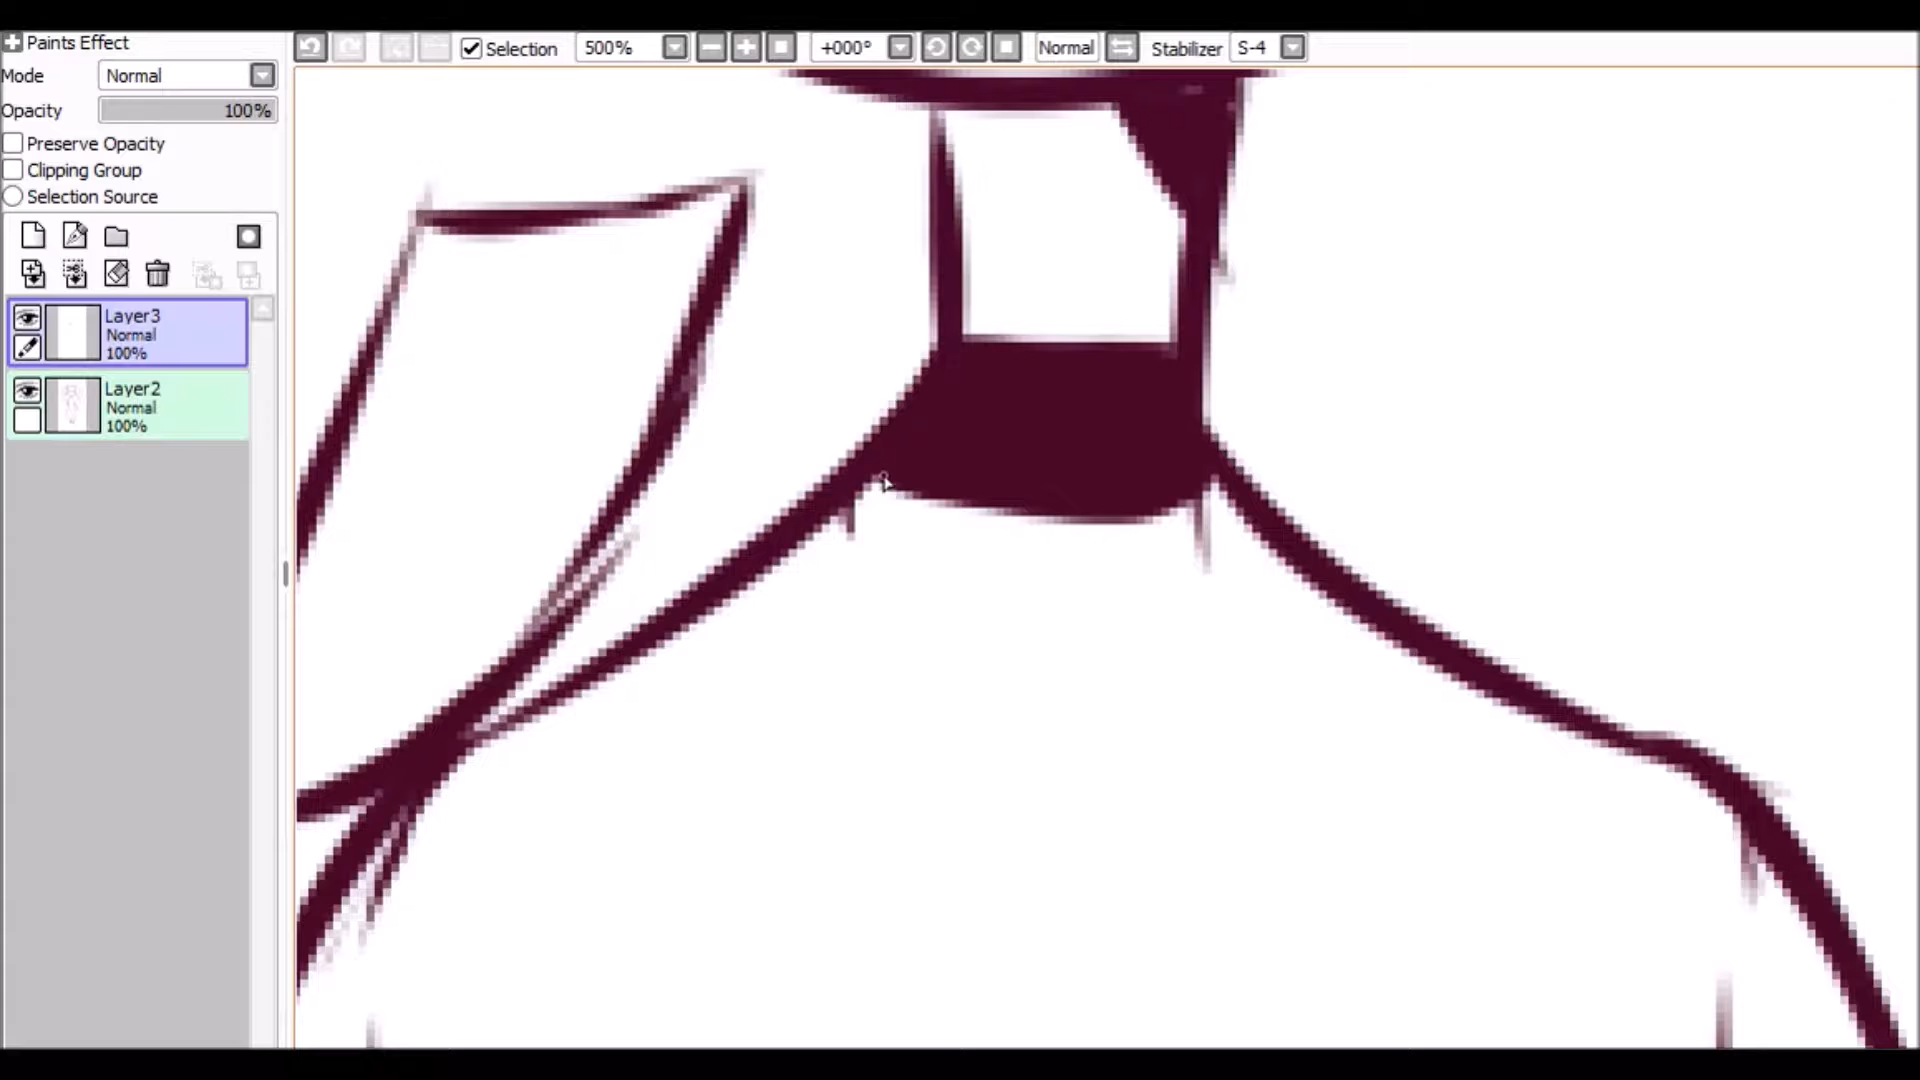 Paints Effect
Selection 500% +000° Normal Stabilizer S-4
Mode Normal
Opacity 100%
Preserve Opacity
Clipping Group
Selection Source
Layer3
Normal
100%
Layer2
Normal
100%